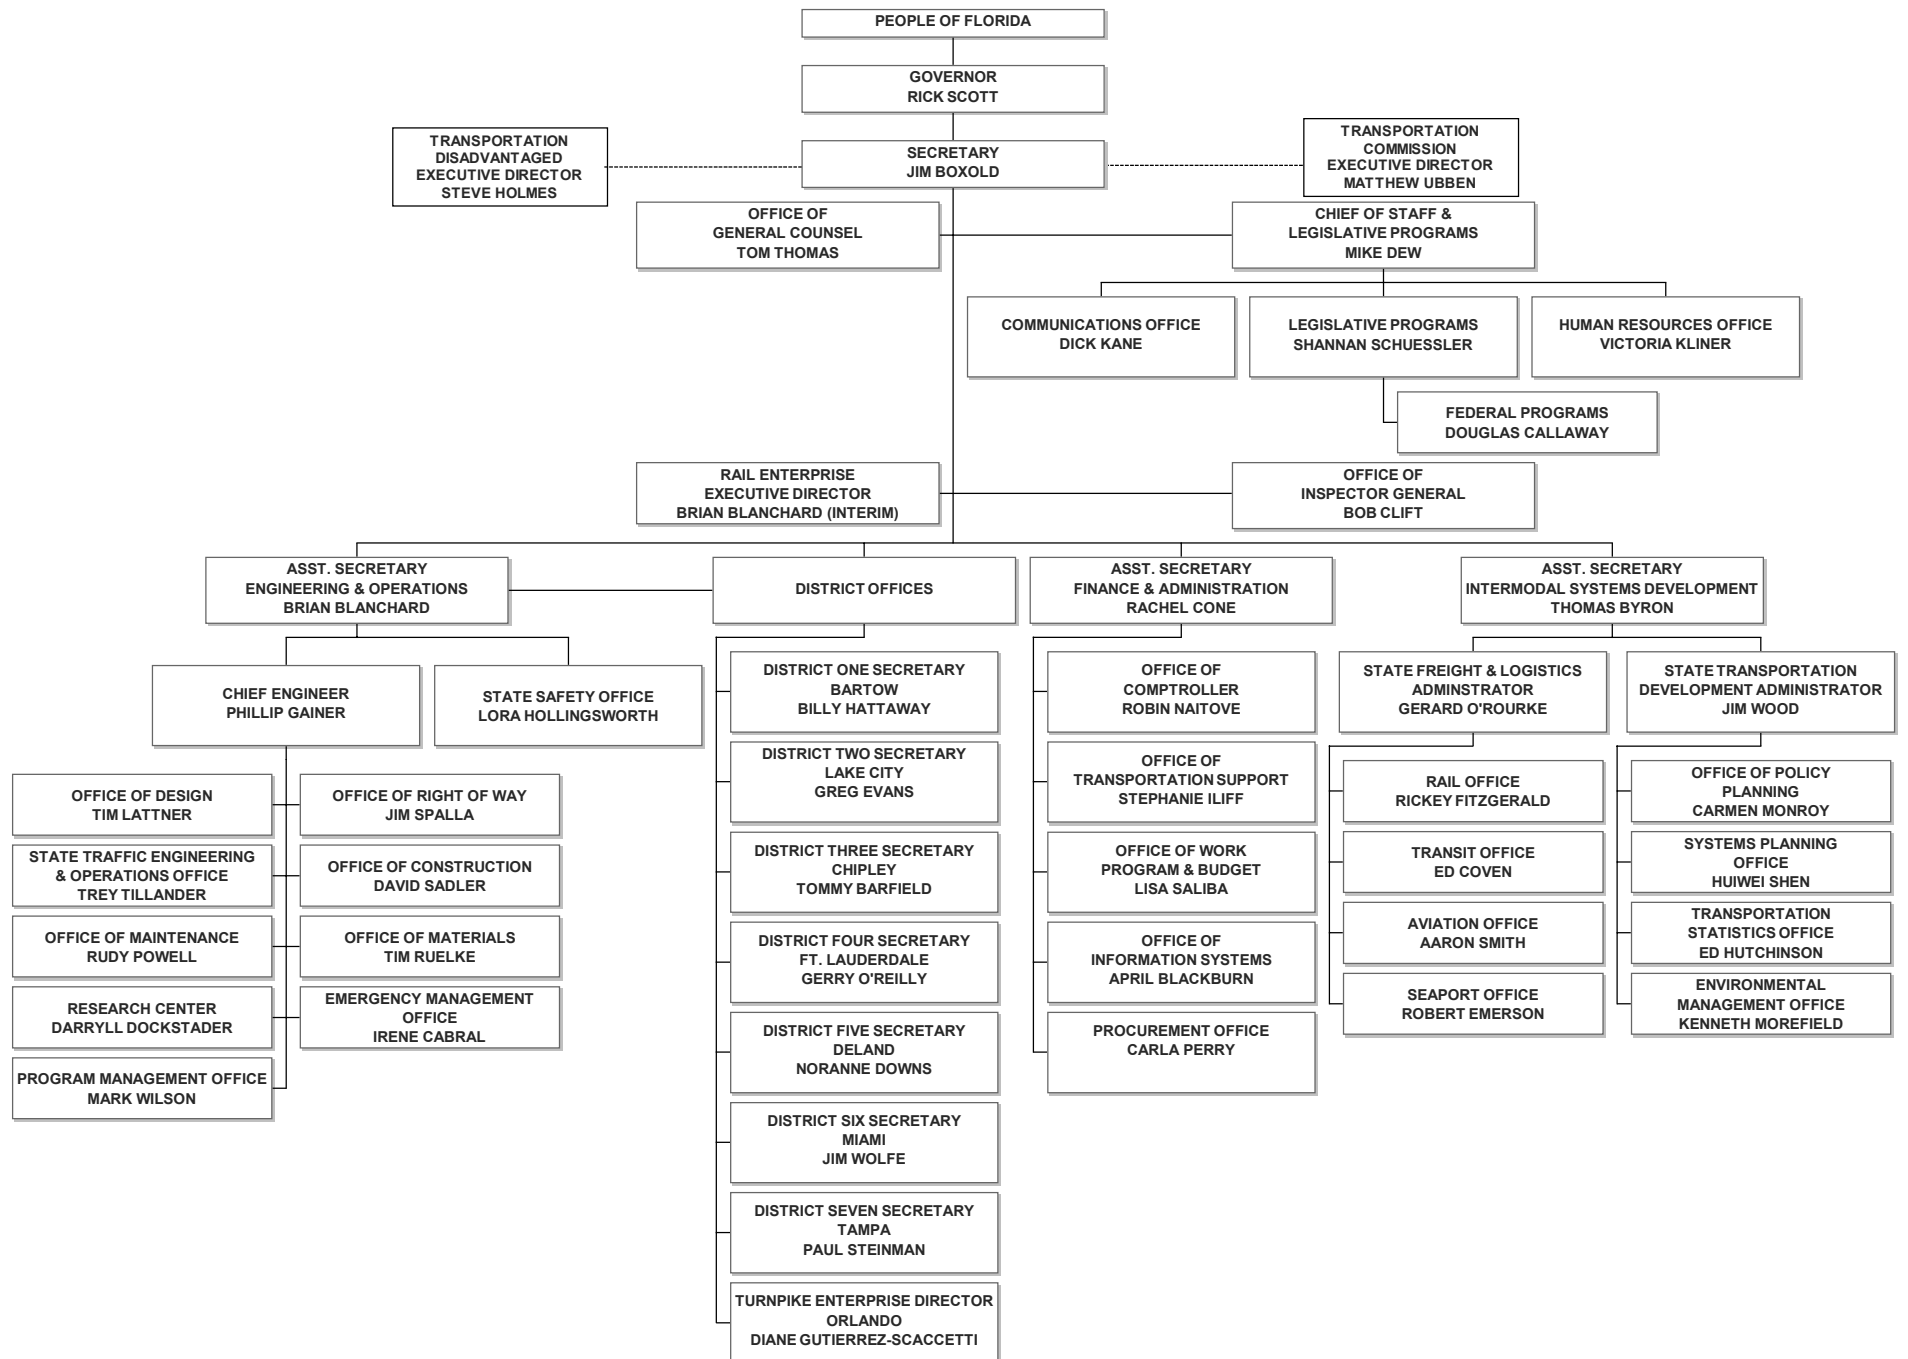 PEOPLE OF FLORIDA
GOVERNOR
RICK SCOTT
TRANSPORTATION
DISADVANTAGED
EXECUTIVE DIRECTOR
STEVE HOLMES
SECRETARY
JIM BOXOLD
TRANSPORTATION
COMMISSION
EXECUTIVE DIRECTOR
MATTHEW UBBEN
OFFICE OF
GENERAL COUNSEL
TOM THOMAS
CHIEF OF STAFF &
LEGISLATIVE PROGRAMS
MIKE DEW
COMMUNICATIONS OFFICE
DICK KANE
LEGISLATIVE PROGRAMS
SHANNAN SCHUESSLER
HUMAN RESOURCES OFFICE
VICTORIA KLINER
FEDERAL PROGRAMS
DOUGLAS CALLAWAY
RAIL ENTERPRISE
EXECUTIVE DIRECTOR
BRIAN BLANCHARD (INTERIM)
OFFICE OF
INSPECTOR GENERAL
BOB CLIFT
ASST. SECRETARY
ENGINEERING & OPERATIONS
BRIAN BLANCHARD
DISTRICT OFFICES
ASST. SECRETARY
FINANCE & ADMINISTRATION
RACHEL CONE
ASST. SECRETARY
INTERMODAL SYSTEMS DEVELOPMENT
THOMAS BYRON
CHIEF ENGINEER
PHILLIP GAINER
STATE SAFETY OFFICE
LORA HOLLINGSWORTH
OFFICE OF DESIGN
TIM LATTNER
OFFICE OF RIGHT OF WAY
JIM SPALLA
STATE TRAFFIC ENGINEERING
& OPERATIONS OFFICE
TREY TILLANDER
OFFICE OF CONSTRUCTION
DAVID SADLER
OFFICE OF MAINTENANCE
RUDY POWELL
OFFICE OF MATERIALS
TIM RUELKE
RESEARCH CENTER
DARRYLL DOCKSTADER
EMERGENCY MANAGEMENT
OFFICE
IRENE CABRAL
PROGRAM MANAGEMENT OFFICE
MARK WILSON
DISTRICT ONE SECRETARY
BARTOW
BILLY HATTAWAY
DISTRICT TWO SECRETARY
LAKE CITY
GREG EVANS
DISTRICT THREE SECRETARY
CHIPLEY
TOMMY BARFIELD
DISTRICT FOUR SECRETARY
FT. LAUDERDALE
GERRY O'REILLY
DISTRICT FIVE SECRETARY
DELAND
NORANNE DOWNS
DISTRICT SIX SECRETARY
MIAMI
JIM WOLFE
DISTRICT SEVEN SECRETARY
TAMPA
PAUL STEINMAN
TURNPIKE ENTERPRISE DIRECTOR
ORLANDO
DIANE GUTIERREZ-SCACCETTI
OFFICE OF
COMPTROLLER
ROBIN NAITOVE
OFFICE OF
TRANSPORTATION SUPPORT
STEPHANIE ILIFF
OFFICE OF WORK
PROGRAM & BUDGET
LISA SALIBA
OFFICE OF
INFORMATION SYSTEMS
APRIL BLACKBURN
PROCUREMENT OFFICE
CARLA PERRY
STATE FREIGHT & LOGISTICS
ADMINSTRATOR
GERARD O'ROURKE
RAIL OFFICE
RICKEY FITZGERALD
TRANSIT OFFICE
ED COVEN
AVIATION OFFICE
AARON SMITH
SEAPORT OFFICE
ROBERT EMERSON
STATE TRANSPORTATION
DEVELOPMENT ADMINISTRATOR
JIM WOOD
OFFICE OF POLICY
PLANNING
CARMEN MONROY
SYSTEMS PLANNING
OFFICE
HUIWEI SHEN
TRANSPORTATION
STATISTICS OFFICE
ED HUTCHINSON
ENVIRONMENTAL
MANAGEMENT OFFICE
KENNETH MOREFIELD